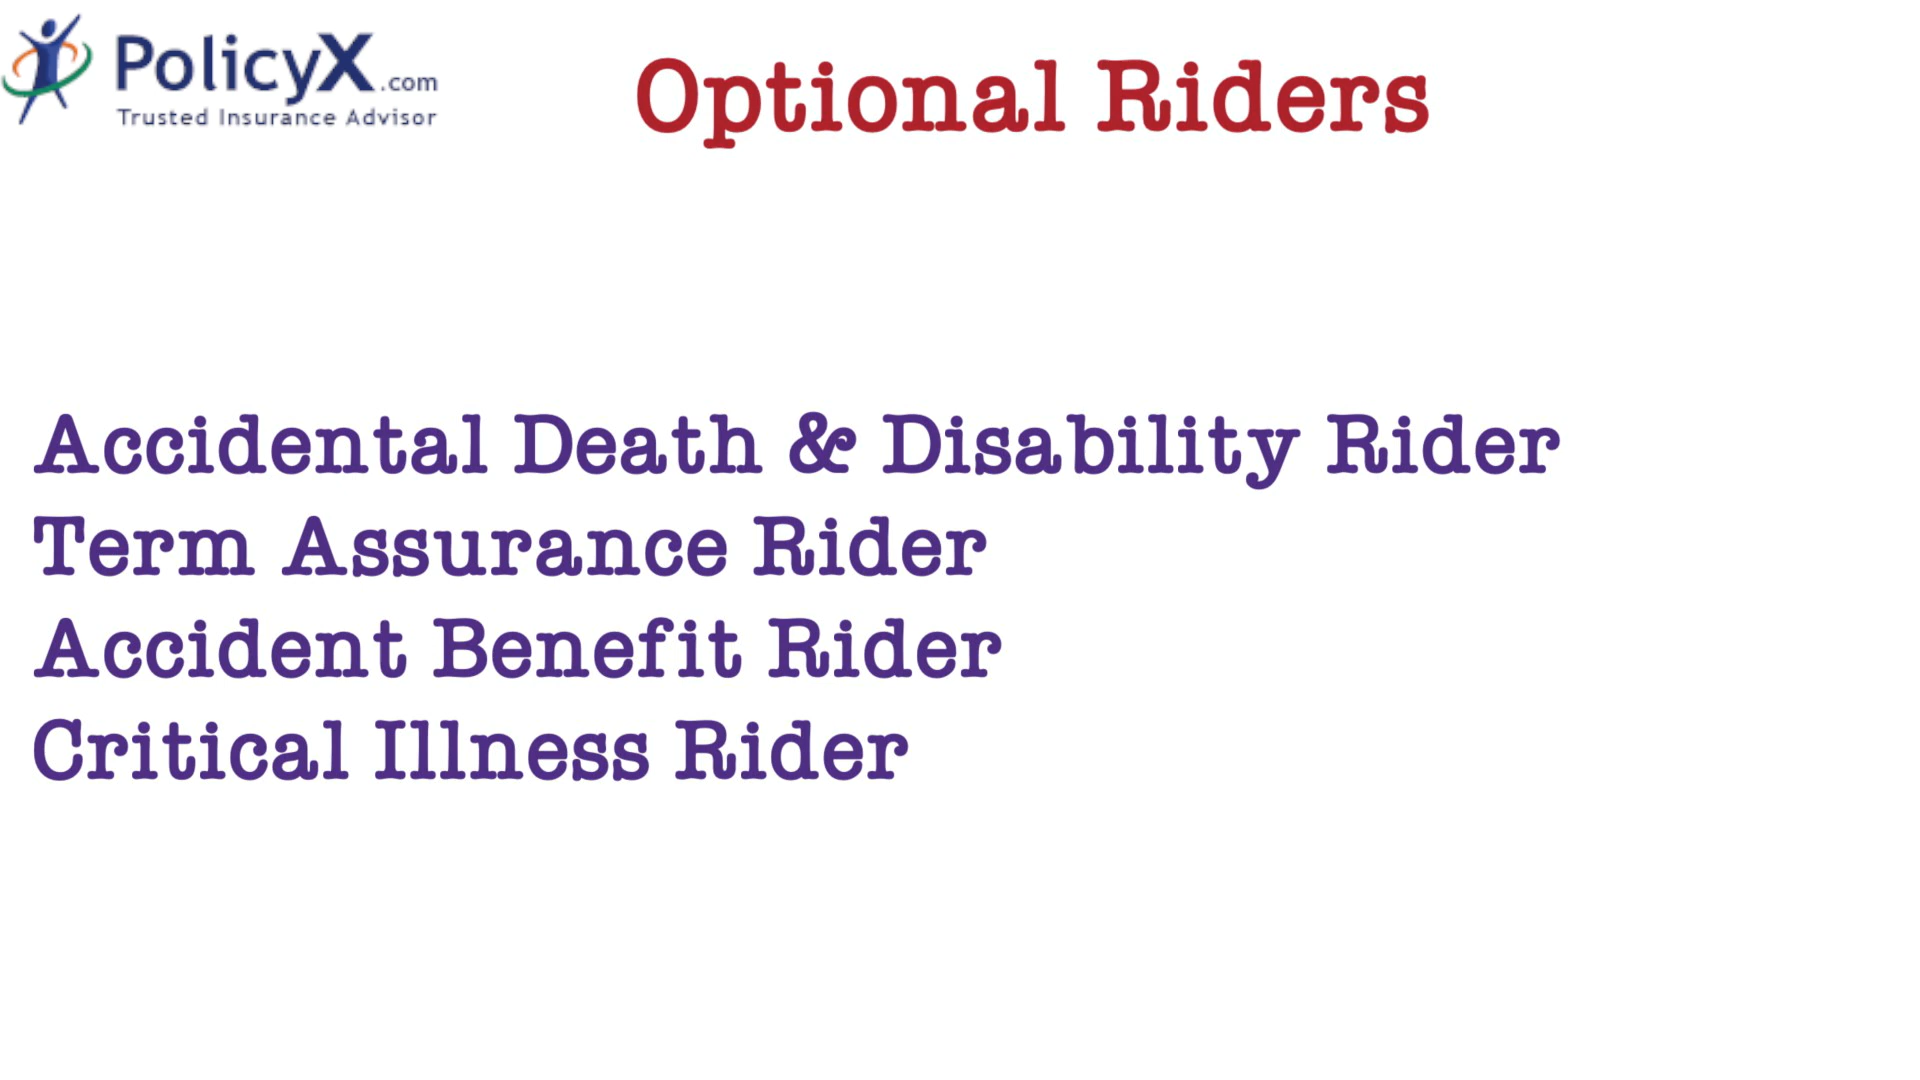 PolicyX.com
Trusted Insurance Advisor
Optional Riders
Accidental Death & Disability Rider
Term Assurance Rider
Accident Benefit Rider
Critical Illness Rider